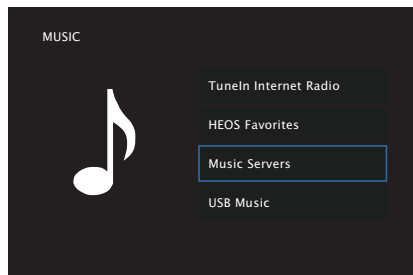 MUSIC
TuneIn Internet Radio
HEOS Favorites
Music Servers
USB Music